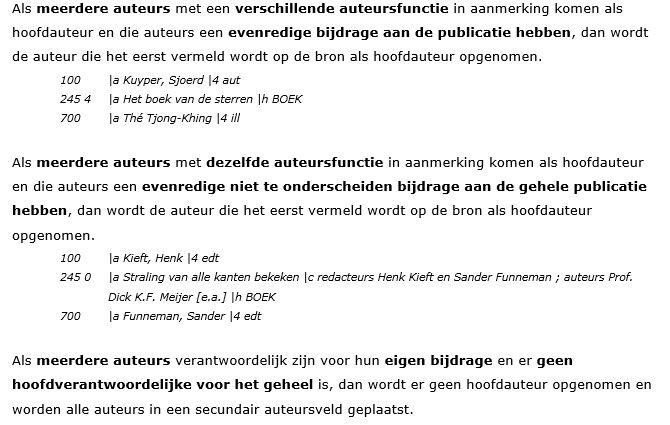 Als meerdere auteurs met een verschillende auteursfunctie in aanmerking komen als
hoofdauteur en die auteurs een evenredige bijdrage aan de publicatie hebben, dan wordt
de auteur die het eerst vermeld wordt op de bron als hoofdauteur opgenomen.
100 |a Kuyper, Sjoerd |4 aut
245 4 |a Het boek van de sterren |h BOEK
700 |a Thé Tjong-Khing |4 ill
Als meerdere auteurs met dezelfde auteursfunctie in aanmerking komen als hoofdauteur
en die auteurs een evenredige niet te onderscheiden bijdrage aan de gehele publicatie
hebben, dan wordt de auteur die het eerst vermeld wordt op de bron als hoofdauteur
opgenomen.
100 |a Kieft, Henk |4 edt
245 0 |a Straling van alle kanten bekeken |c redacteurs Henk Kieft en Sander Funneman ; auteurs Prof.
Dick K.F. Meijer [e.a.] |h BOEK
700 |a Funneman, Sander |4 edt
Als meerdere auteurs verantwoordelijk zijn voor hun eigen bijdrage en er geen
hoofdverantwoordelijke voor het geheel is, dan wordt er geen hoofdauteur opgenomen en
worden alle auteurs in een secundair auteursveld geplaatst.